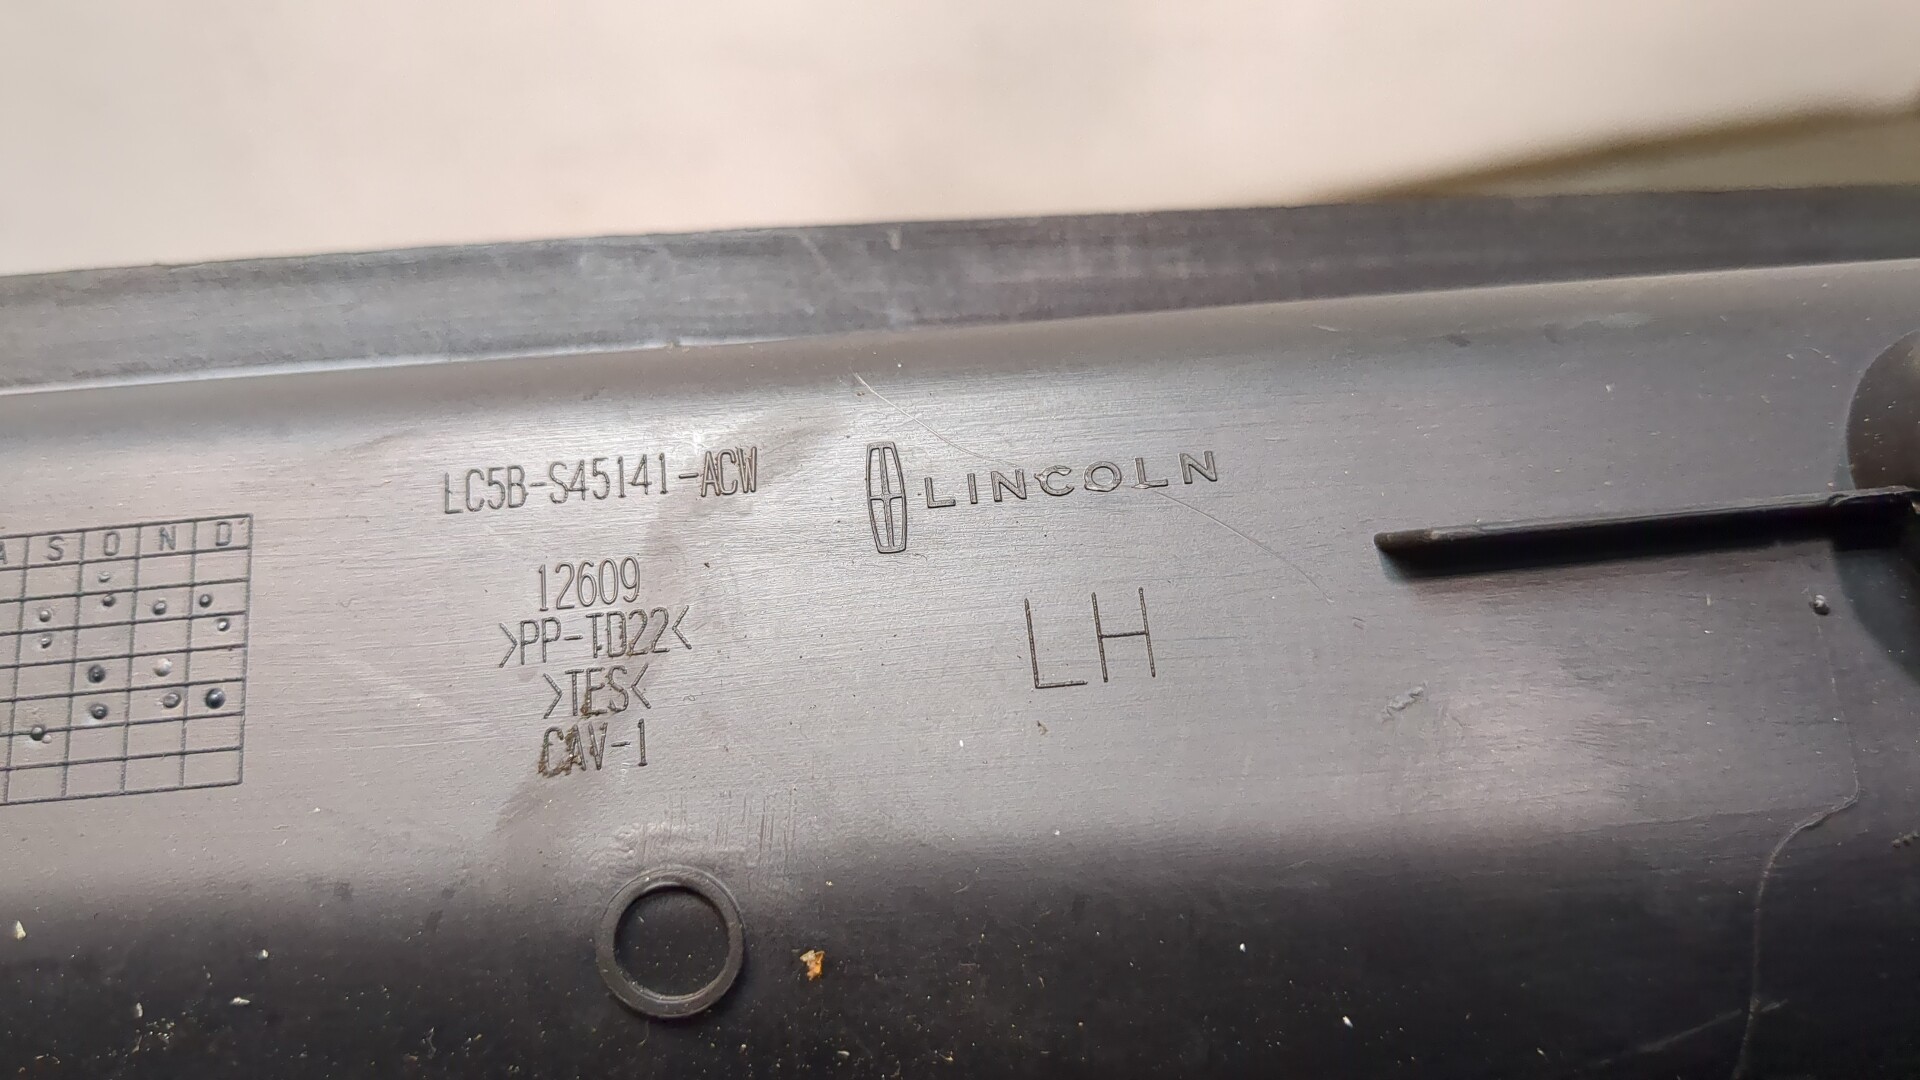 LC5B-S45141-ACW
LINCOLN
A S O N D
12609
>PP-TD22<
>TES<
CAV-1
LH